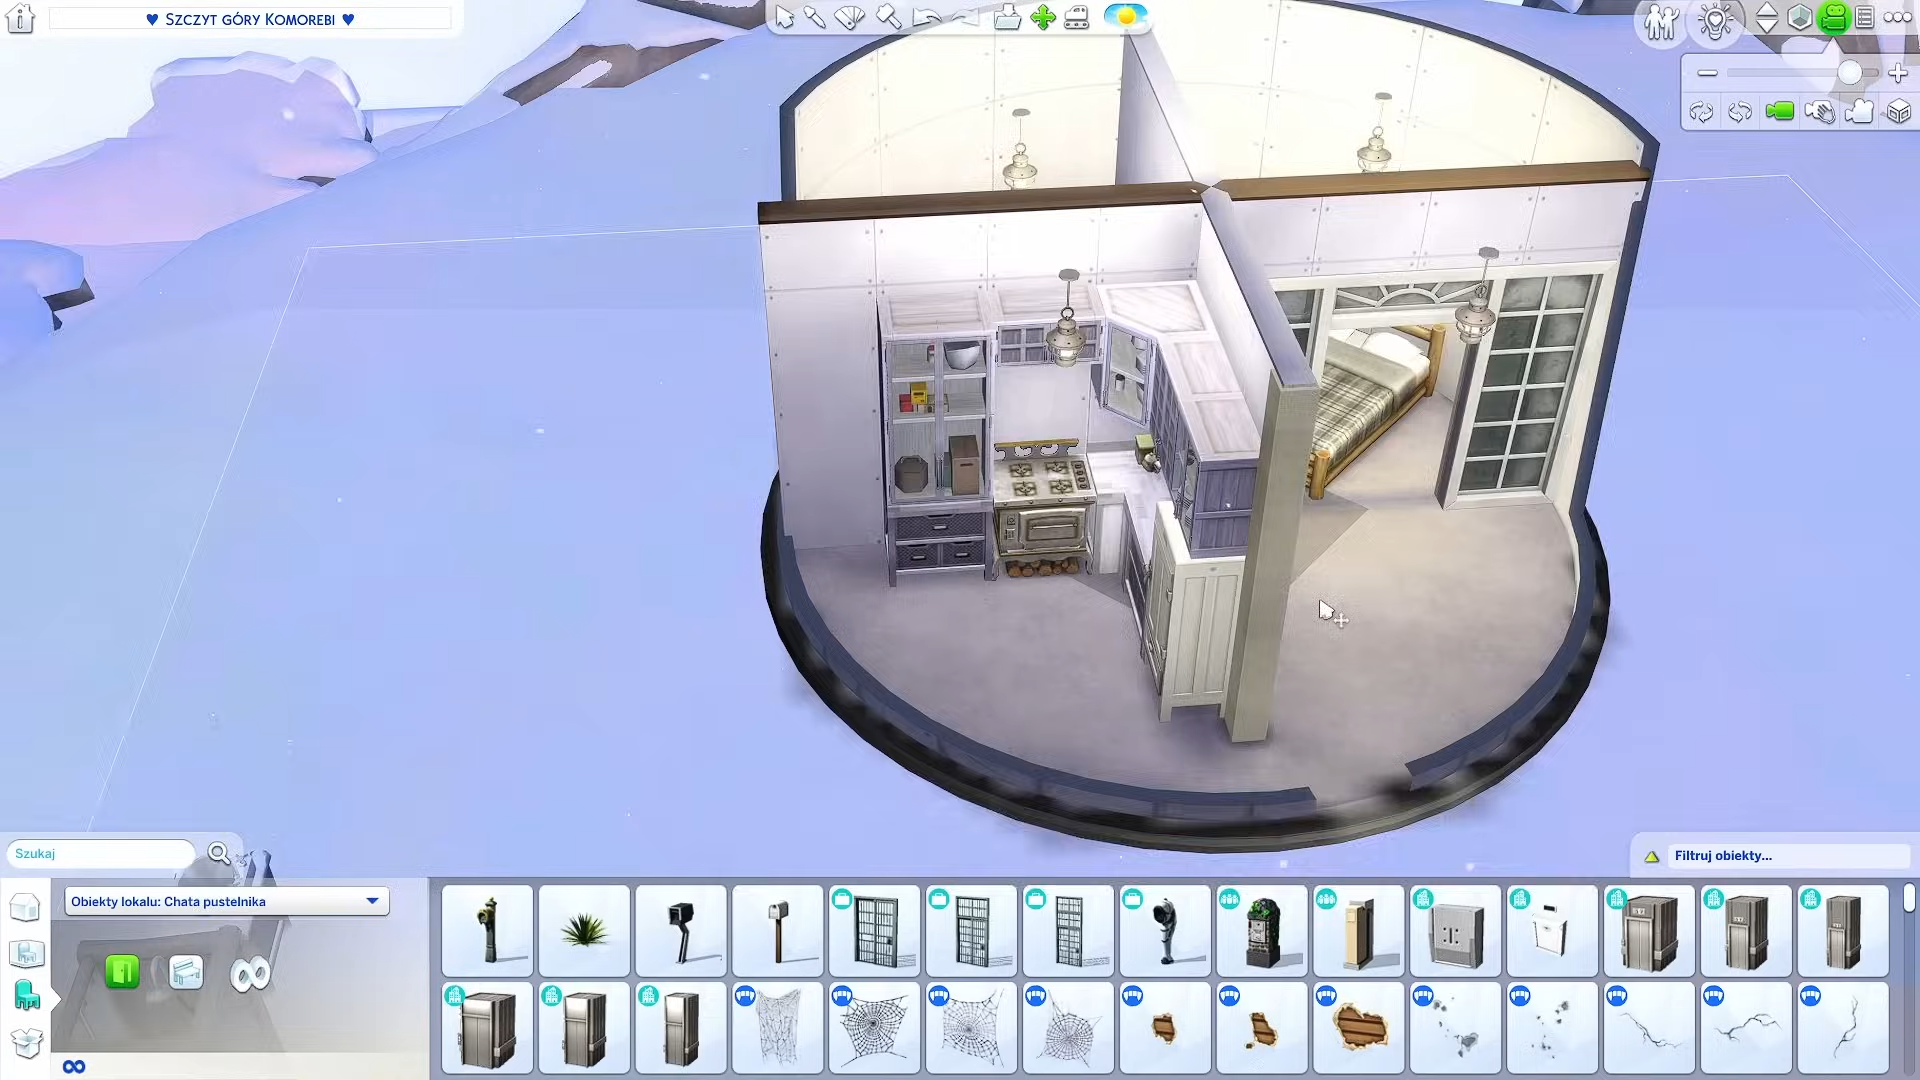 ♥ Szczyt góry Komorebi ♥
Szukaj
Filtruj obiekty...
Obiekty lokalu: Chata pustelnika